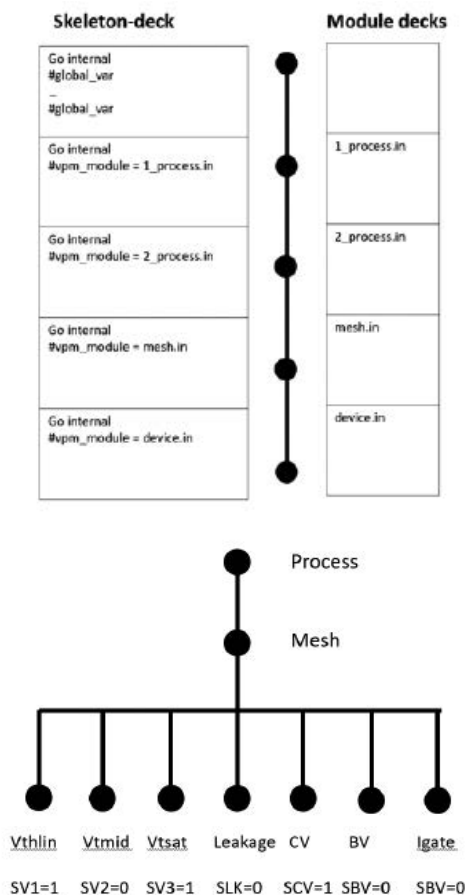 Skeleton-deck
Module decks
Go internal
#global_var
...
#global_var
Go internal
#vpm_module = 1_process.in
1_process.in
Go internal
#vpm_module = 2_process.in
2_process.in
Go internal
#vpm_module = mesh.in
mesh.in
Go internal
#vpm_module = device.in
device.in
Process
Mesh
Vthlin Vtmid Vtsat Leakage CV BV Igate
SV1=1 SV2=0 SV3=1 SLK=0 SCV=1 SBV=0 SBV=0